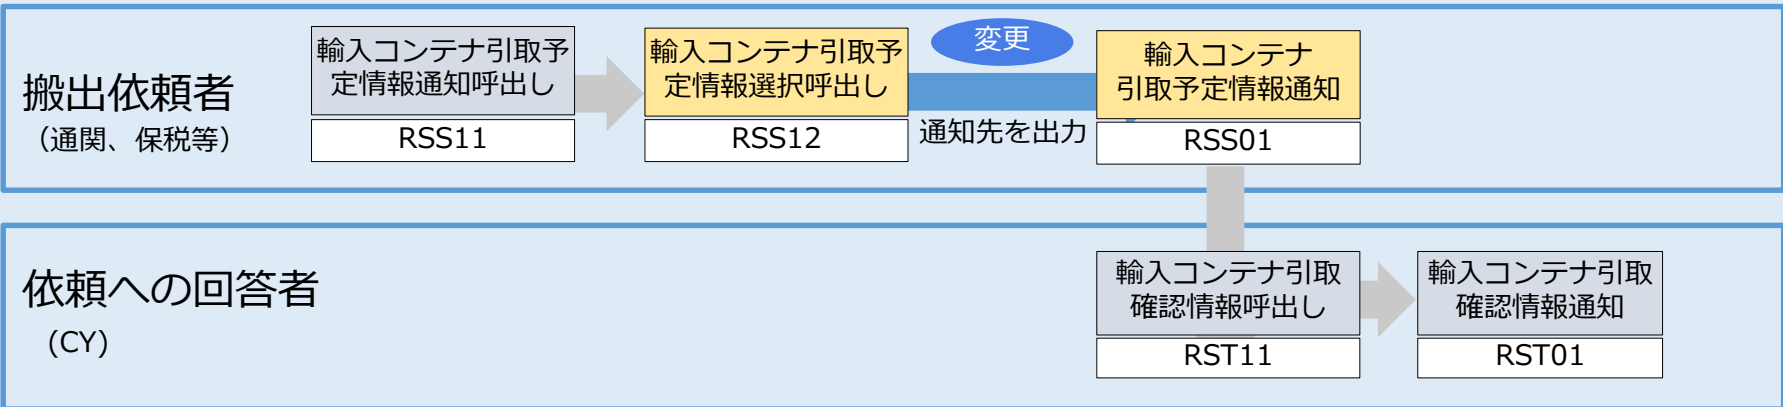 搬出依頼者
（通関、保税等）
輸入コンテナ引取予
定情報通知呼出し
RSS11
輸入コンテナ引取予
定情報選択呼出し
RSS12
変更
通知先を出力
輸入コンテナ
引取予定情報通知
RSS01
依頼への回答者
（CY）
輸入コンテナ引取
確認情報呼出し
RST11
輸入コンテナ引取
確認情報通知
RST01